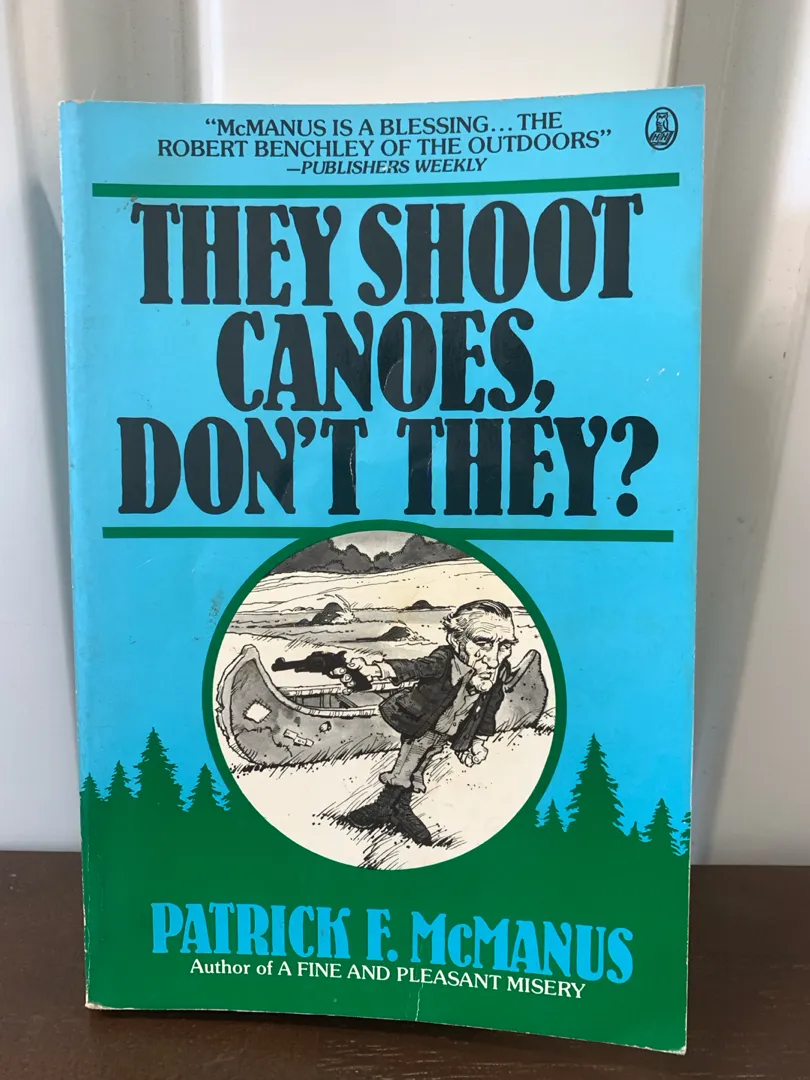 “McMANUS IS A BLESSING... THE
ROBERT BENCHLEY OF THE OUTDOORS”
—PUBLISHERS WEEKLY
THEY SHOOT
CANOES,
DON'T THEY?
PATRICK F. McMANUS
Author of A FINE AND PLEASANT MISERY